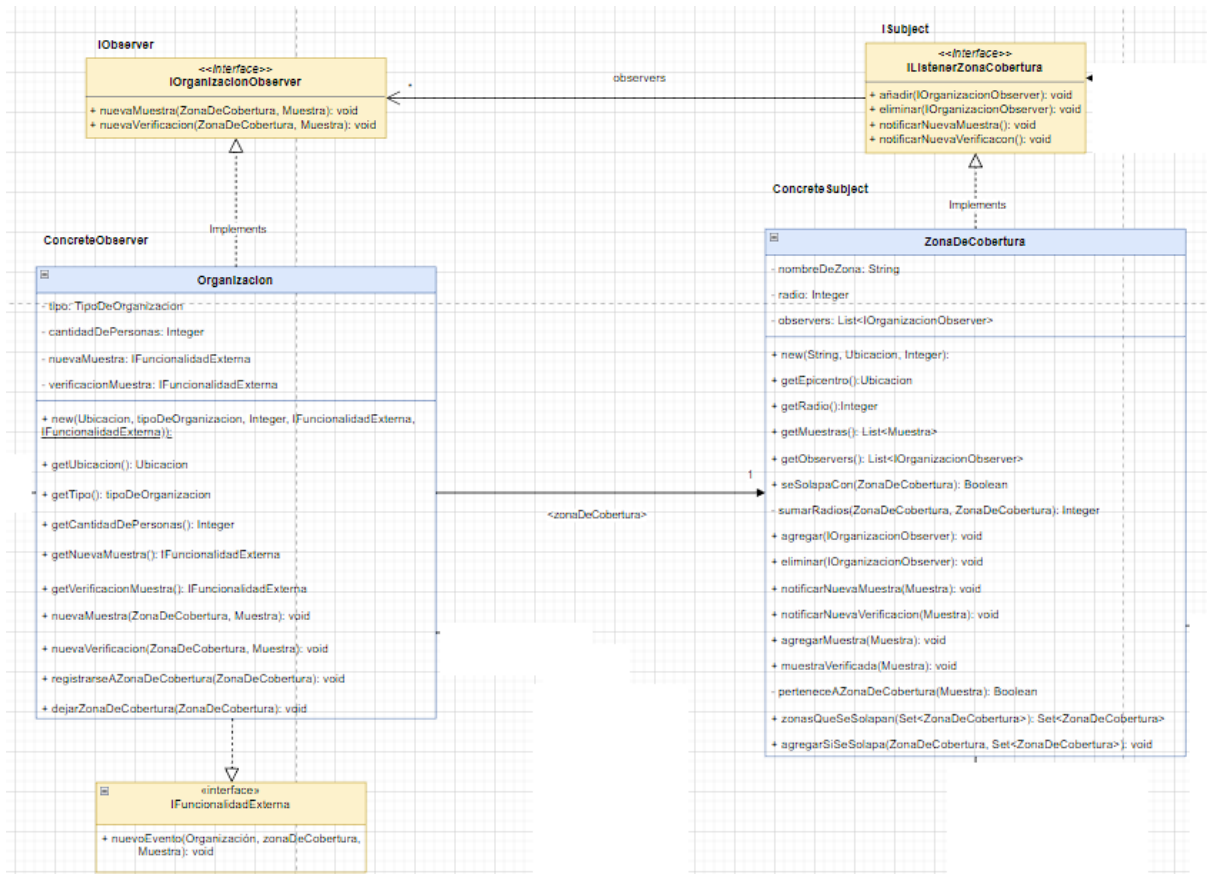 IObserver
<<Interface>>
IOrganizacionObserver
+ nuevaMuestra(ZonaDeCobertura, Muestra): void
+ nuevaVerificacion(ZonaDeCobertura, Muestra): void
*
observers
ISubject
<<Interface>>
IListenerZonaCobertura
+ añadir(IOrganizacionObserver): void
+ eliminar(IOrganizacionObserver): void
+ notificarNuevaMuestra(): void
+ notificarNuevaVerificacon(): void
Implements
Implements
ConcreteObserver
Organizacion
- tipo: TipoDeOrganizacion
- cantidadDePersonas: Integer
- nuevaMuestra: IFuncionalidadExterna
- verificacionMuestra: IFuncionalidadExterna
+ new(Ubicacion, tipoDeOrganizacion, Integer, IFuncionalidadExterna,
IFuncionalidadExterna)):
+ getUbicacion(): Ubicacion
+ getTipo(): tipoDeOrganizacion
+ getCantidadDePersonas(): Integer
+ getNuevaMuestra(): IFuncionalidadExterna
+ getVerificacionMuestra(): IFuncionalidadExterna
+ nuevaMuestra(ZonaDeCobertura, Muestra): void
+ nuevaVerificacion(ZonaDeCobertura, Muestra): void
+ registrarseAZonaDeCobertura(ZonaDeCobertura): void
+ dejarZonaDeCobertura(ZonaDeCobertura): void
1
<zonaDeCobertura>
ConcreteSubject
ZonaDeCobertura
- nombreDeZona: String
- radio: Integer
- observers: List<IOrganizacionObserver>
+ new(String, Ubicacion, Integer):
+ getEpicentro():Ubicacion
+ getRadio():Integer
+ getMuestras(): List<Muestra>
+ getObservers(): List<IOrganizacionObserver>
+ seSolapaCon(ZonaDeCobertura): Boolean
- sumarRadios(ZonaDeCobertura, ZonaDeCobertura): Integer
+ agregar(IOrganizacionObserver): void
+ eliminar(IOrganizacionObserver): void
+ notificarNuevaMuestra(Muestra): void
+ notificarNuevaVerificacion(Muestra): void
+ agregarMuestra(Muestra): void
+ muestraVerificada(Muestra): void
- perteneceAZonaDeCobertura(Muestra): Boolean
+ zonasQueSeSolapan(Set<ZonaDeCobertura>): Set<ZonaDeCobertura>
+ agregarSiSeSolapa(ZonaDeCobertura, Set<ZonaDeCobertura>): void
«interface»
IFuncionalidadExterna
+ nuevoEvento(Organización, zonaDeCobertura,
Muestra): void